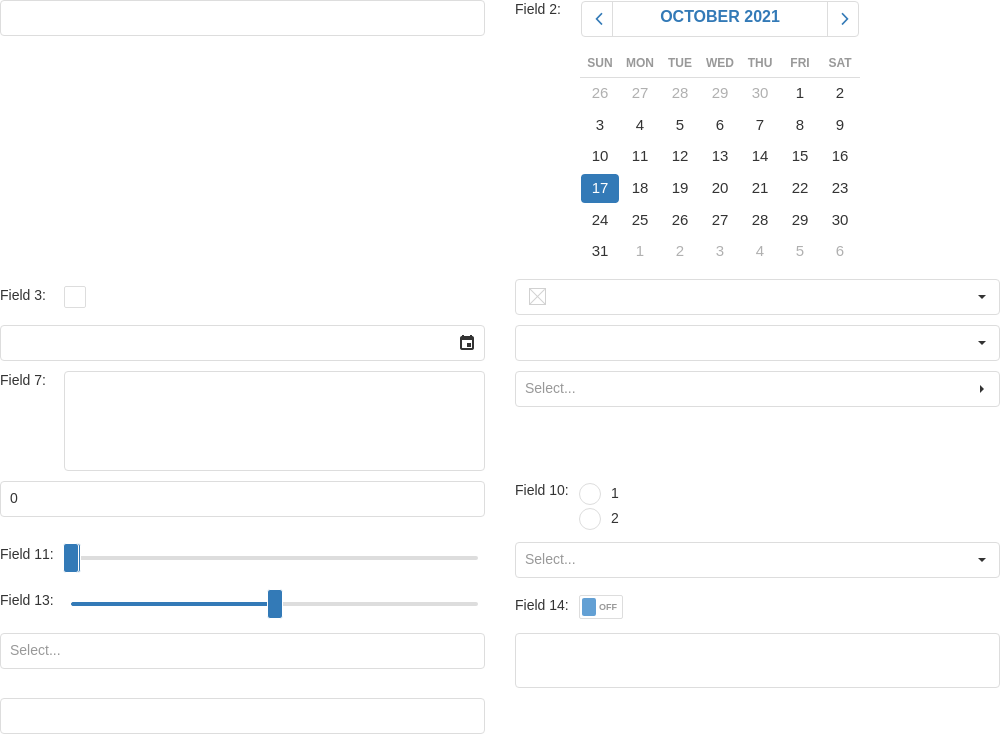 Field 2:
OCTOBER 2021
SUN MON TUE WED THU FRI SAT
26 27 28 29 30 1 2
3 4 5 6 7 8 9
10 11 12 13 14 15 16
17 18 19 20 21 22 23
24 25 26 27 28 29 30
31 1 2 3 4 5 6
Field 3:
Field 7:
Select...
0
Field 10:
1
2
Field 11:
Select...
Field 13:
Field 14:
OFF
Select...